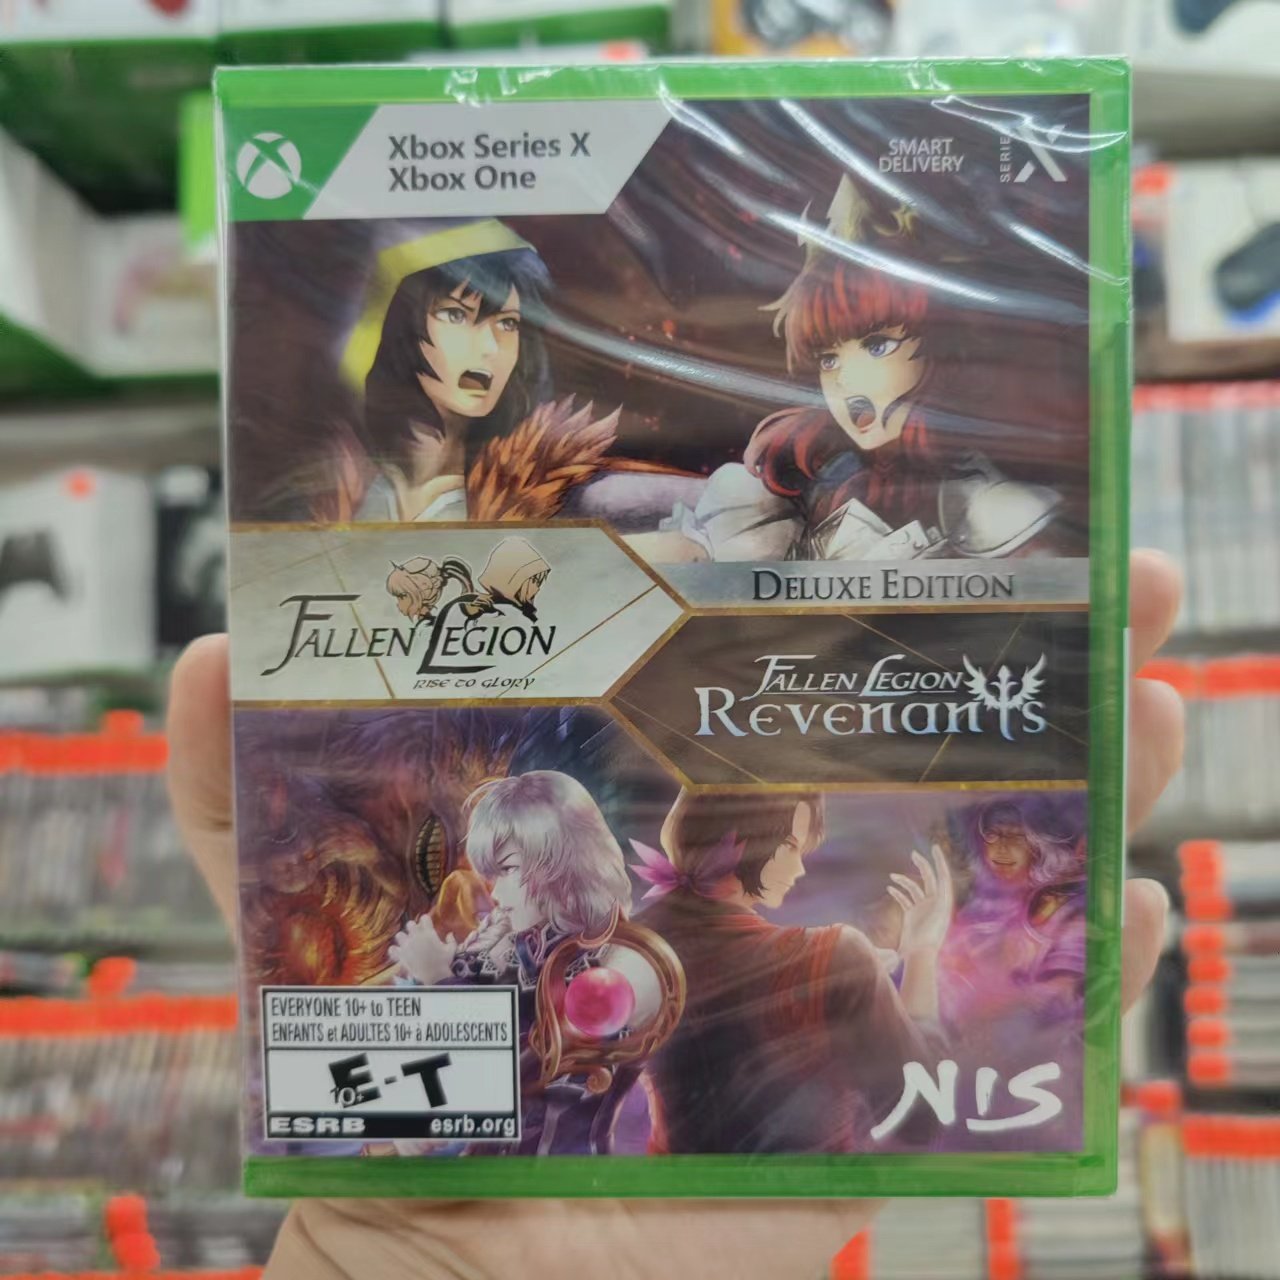 Xbox Series X
Xbox One
SMART
DELIVERY
SERIES
X
DELUXE EDITION
FALLEN LEGION
RISE TO GLORY
FALLEN LEGION
REVENANTS
EVERYONE 10+ to TEEN
ENFANTS et ADULTES 10+ à ADOLESCENTS
E-T
10+
ESRB
esrb.org
NIS